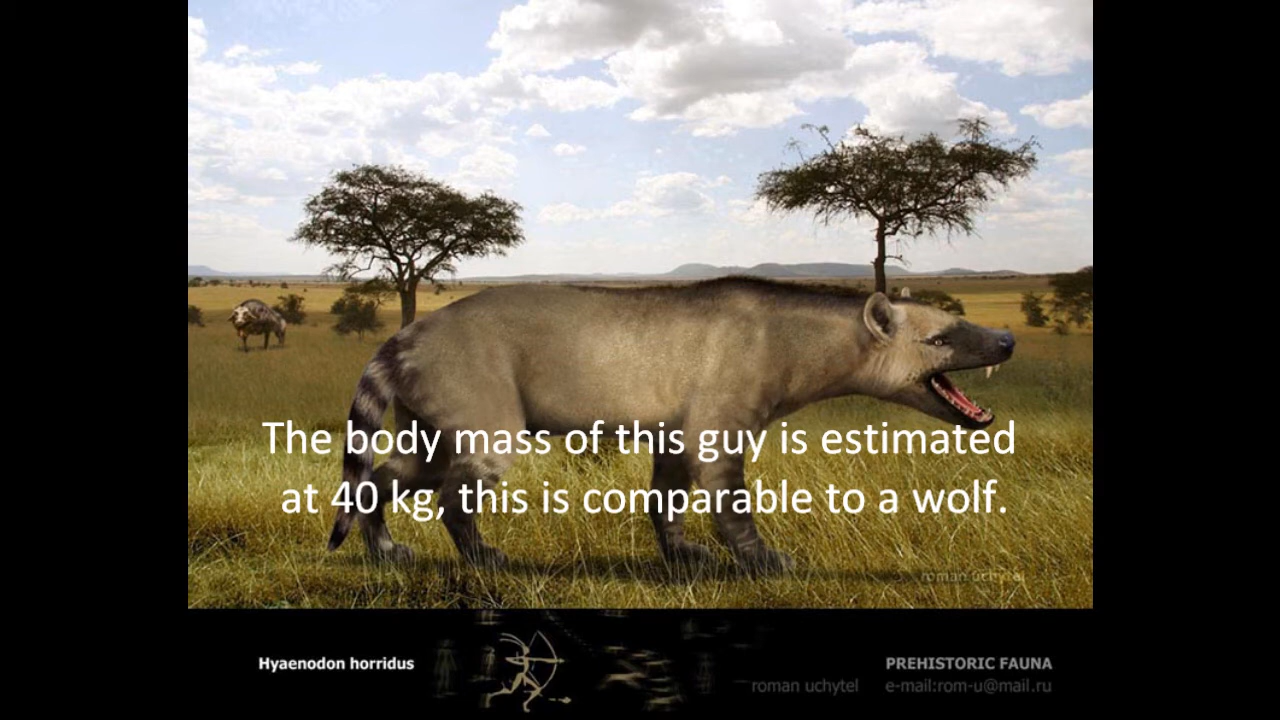 The body mass of this guy is estimated
at 40 kg, this is comparable to a wolf.
roman uchytel
Hyaenodon horridus
PREHISTORIC FAUNA
roman uchytel e-mail:rom-u@mail.ru